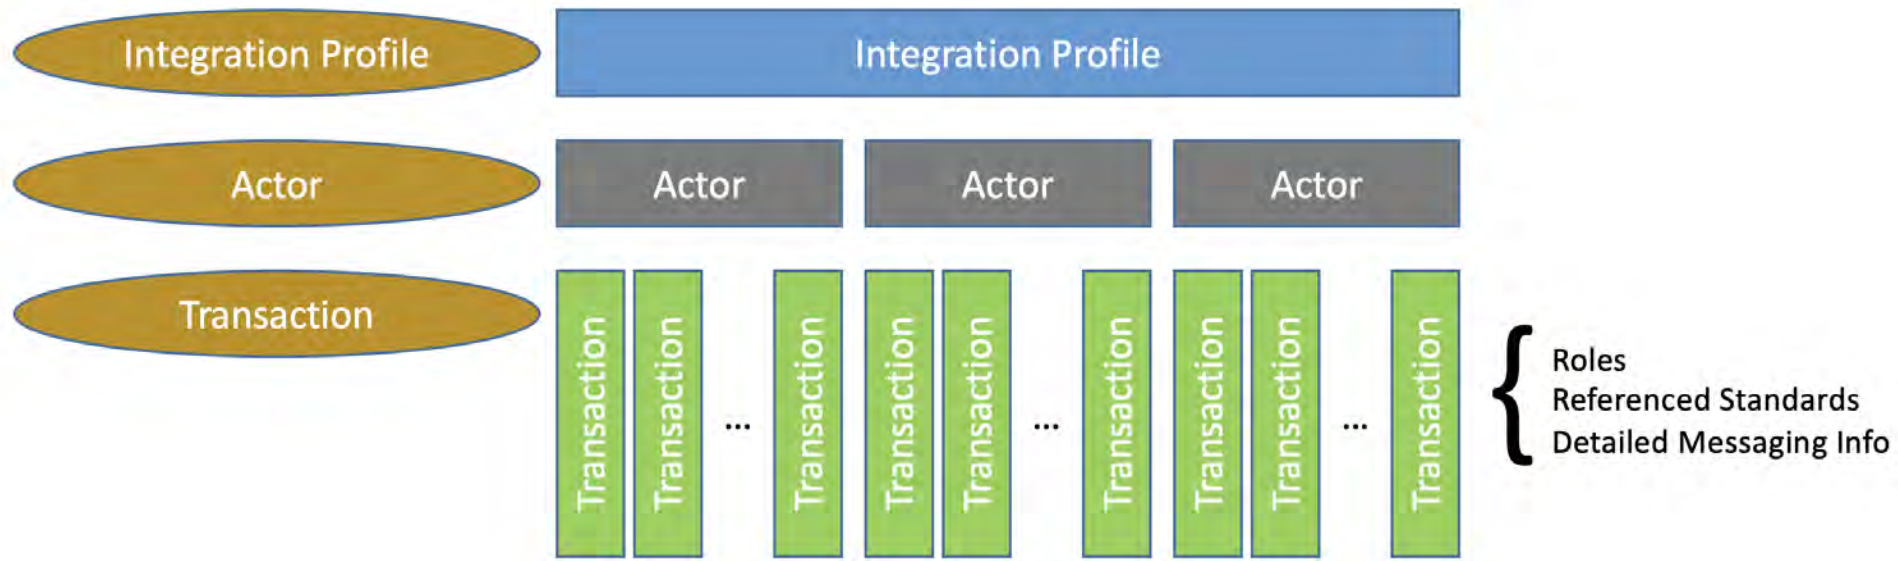 Integration Profile
Integration Profile
Actor
Actor
Actor
Actor
Transaction
Transaction
Transaction
...
Transaction
Transaction
Transaction
...
Transaction
Transaction
Transaction
...
Transaction
{
Roles
Referenced Standards
Detailed Messaging Info